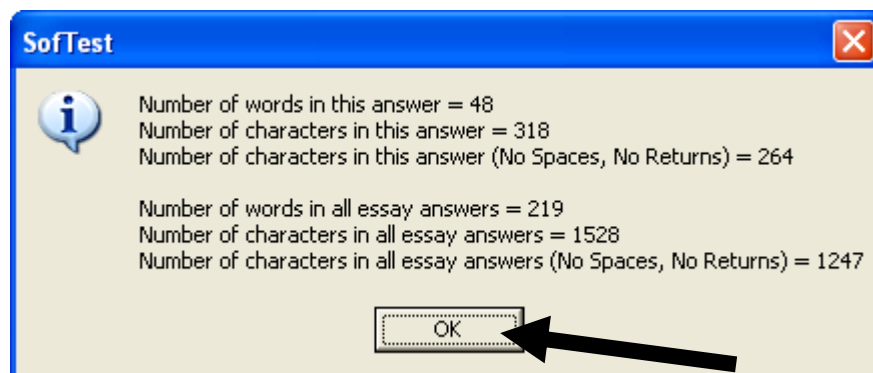 SofTest
Number of words in this answer = 48
Number of characters in this answer = 318
Number of characters in this answer (No Spaces, No Returns) = 264
Number of words in all essay answers = 219
Number of characters in all essay answers = 1528
Number of characters in all essay answers (No Spaces, No Returns) = 1247
OK